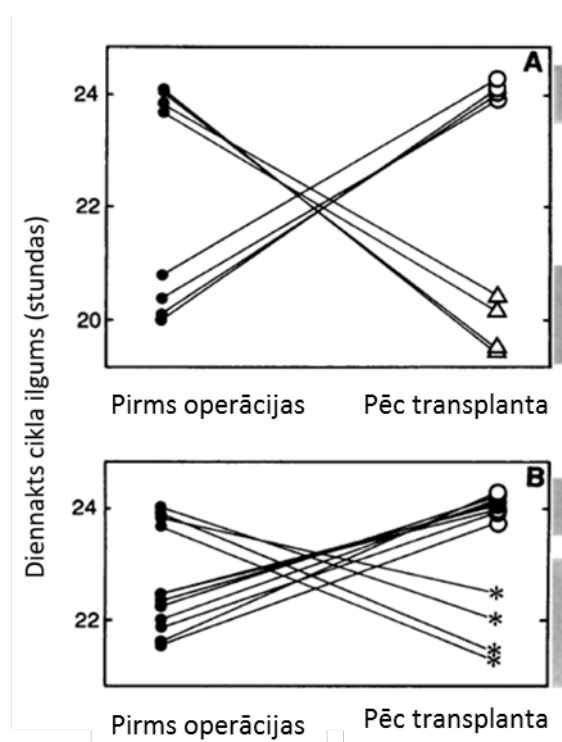 A
24
22
20
Diennakts cikla ilgums (stundas)
Pirms operācijas Pēc transplanta
B
24
22
Pirms operācijas Pēc transplanta